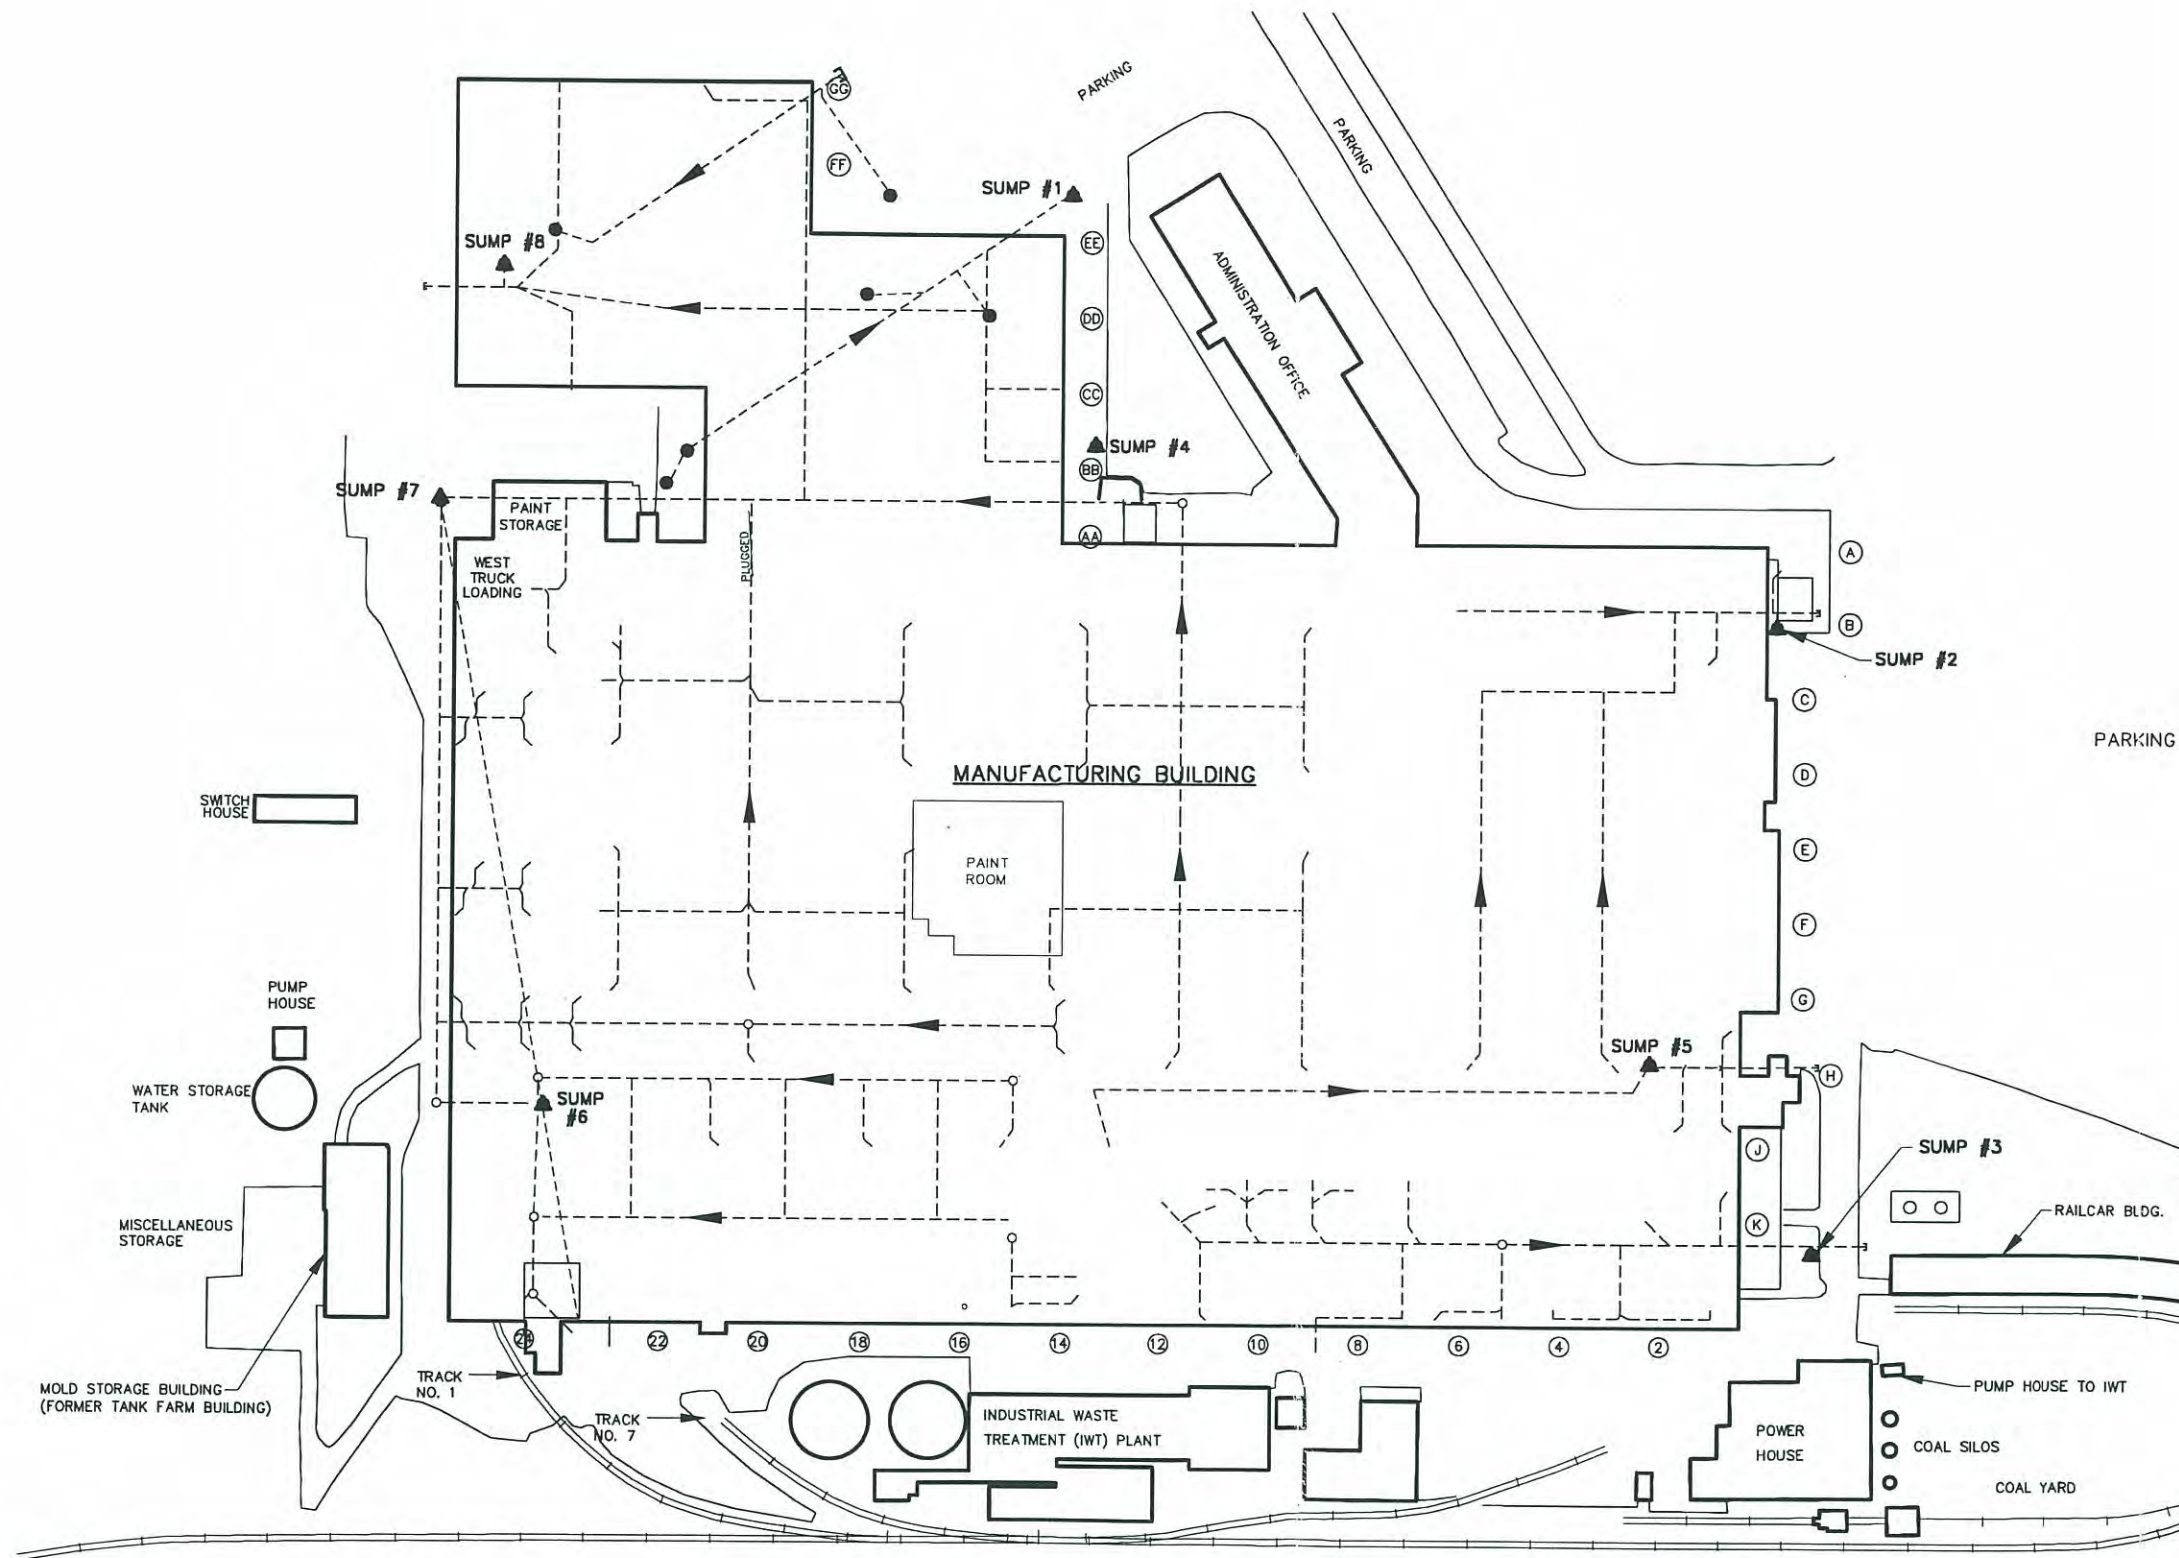 GG
PARKING
PARKING
FF
SUMP #1
SUMP #8
EE
ADMINISTRATION OFFICE
DD
CC
SUMP #4
BB
SUMP #7
PAINT
STORAGE
AA
PLUGGED
WEST
TRUCK
LOADING
A
B
SUMP #2
C
PARKING
MANUFACTURING BUILDING
D
SWITCH
HOUSE
PAINT
ROOM
E
F
G
PUMP
HOUSE
SUMP #5
H
WATER STORAGE
TANK
SUMP
#6
J
SUMP #3
K
RAILCAR BLDG.
MISCELLANEOUS
STORAGE
24
22
20
18
16
14
12
10
8
6
4
2
TRACK
NO. 1
MOLD STORAGE BUILDING
(FORMER TANK FARM BUILDING)
PUMP HOUSE TO IWT
TRACK
NO. 7
INDUSTRIAL WASTE
TREATMENT (IWT) PLANT
POWER
HOUSE
COAL SILOS
COAL YARD